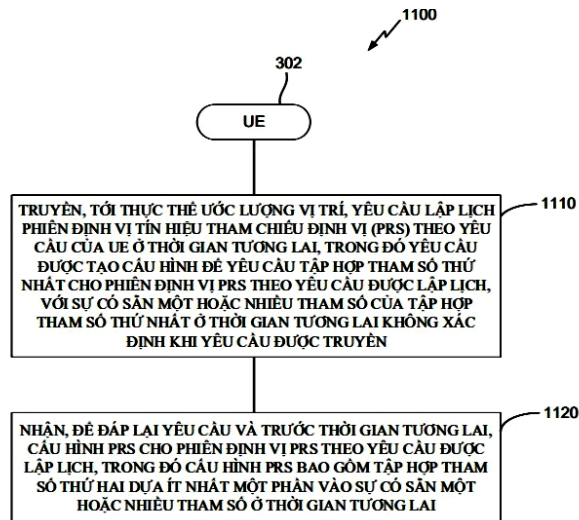 1100
302
UE
TRUYỀN, TỚI THỰC THỂ ƯỚC LƯỢNG VỊ TRÍ, YÊU CẦU LẬP LỊCH
PHIÊN ĐỊNH VỊ TÍN HIỆU THAM CHIẾU ĐỊNH VỊ (PRS) THEO YÊU
CẦU CỦA UE Ở THỜI GIAN TƯƠNG LAI, TRONG ĐÓ YÊU CẦU
ĐƯỢC TẠO CẤU HÌNH ĐỂ YÊU CẦU TẬP HỢP THAM SỐ THỨ
NHẤT CHO PHIÊN ĐỊNH VỊ PRS THEO YÊU CẦU ĐƯỢC LẬP LỊCH,
VỚI SỰ CÓ SẴN MỘT HOẶC NHIỀU THAM SỐ CỦA TẬP HỢP
THAM SỐ THỨ NHẤT Ở THỜI GIAN TƯƠNG LAI KHÔNG XÁC
ĐỊNH KHI YÊU CẦU ĐƯỢC TRUYỀN
1110
NHẬN, ĐỂ ĐÁP LẠI YÊU CẦU VÀ TRƯỚC THỜI GIAN TƯƠNG LAI,
CẤU HÌNH PRS CHO PHIÊN ĐỊNH VỊ PRS THEO YÊU CẦU ĐƯỢC
LẬP LỊCH, TRONG ĐÓ CẤU HÌNH PRS BAO GỒM TẬP HỢP THAM
SỐ THỨ HAI DỰA ÍT NHẤT MỘT PHẦN VÀO SỰ CÓ SẴN MỘT
HOẶC NHIỀU THAM SỐ Ở THỜI GIAN TƯƠNG LAI
1120